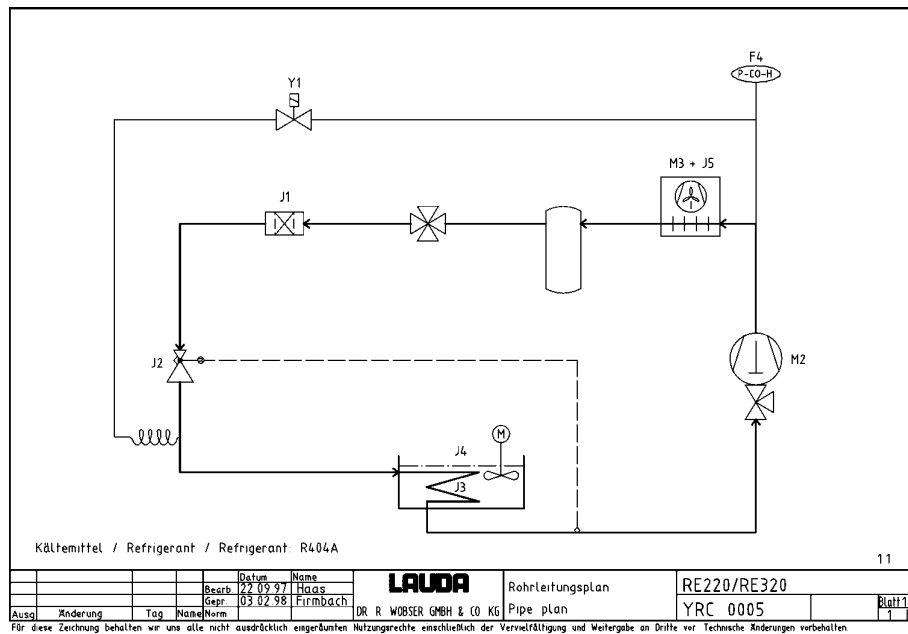 F4
P-CO-H
Y1
M3 + J5
J1
J2
M2
M
J4
J3
Kältemittel / Refrigerant / Refrigerant: R404A
11
Datum Name
Bearb. 22.09.97 Haas
Gepr. 03.02.98 Firmbach
Ausg Änderung Tag Name Norm
LAUDA
DR. R. WOBSER GMBH & CO. KG
Rohrleitungsplan
Pipe plan
RE220/RE320
YRC 0005
Blatt 1
1
Für diese Zeichnung behalten wir uns alle nicht ausdrücklich eingeräumten Nutzungsrechte einschließlich der Vervielfältigung und Weitergabe an Dritte vor. Technische Änderungen vorbehalten.